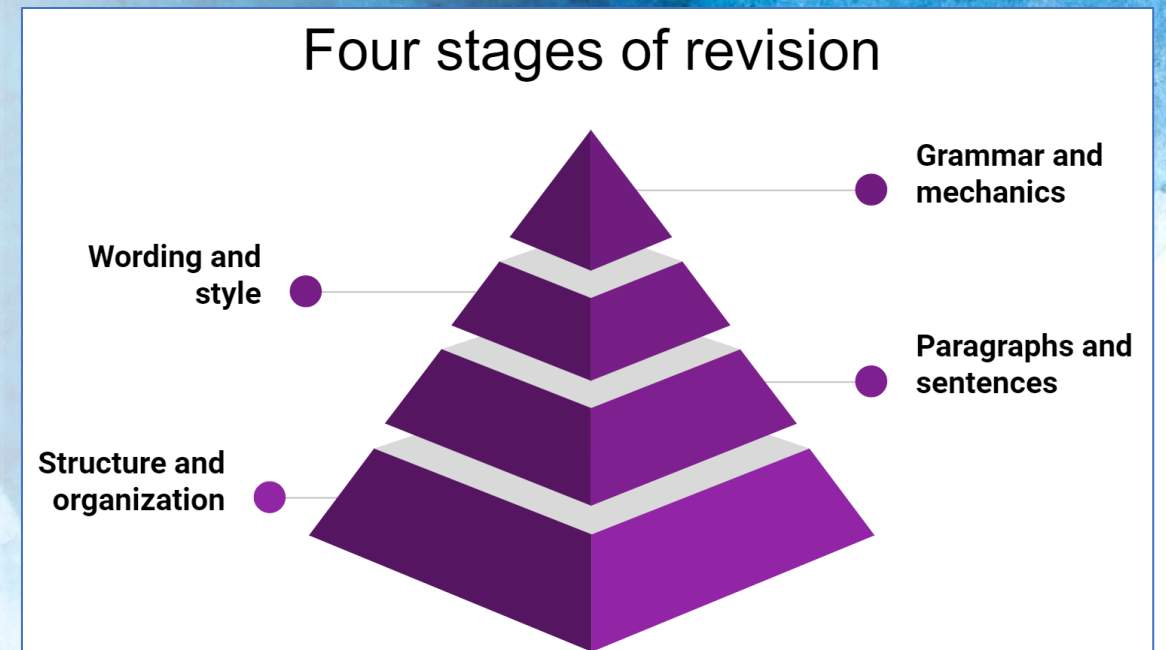 Four stages of revision
Grammar and
mechanics
Wording and
style
Paragraphs and
sentences
Structure and
organization